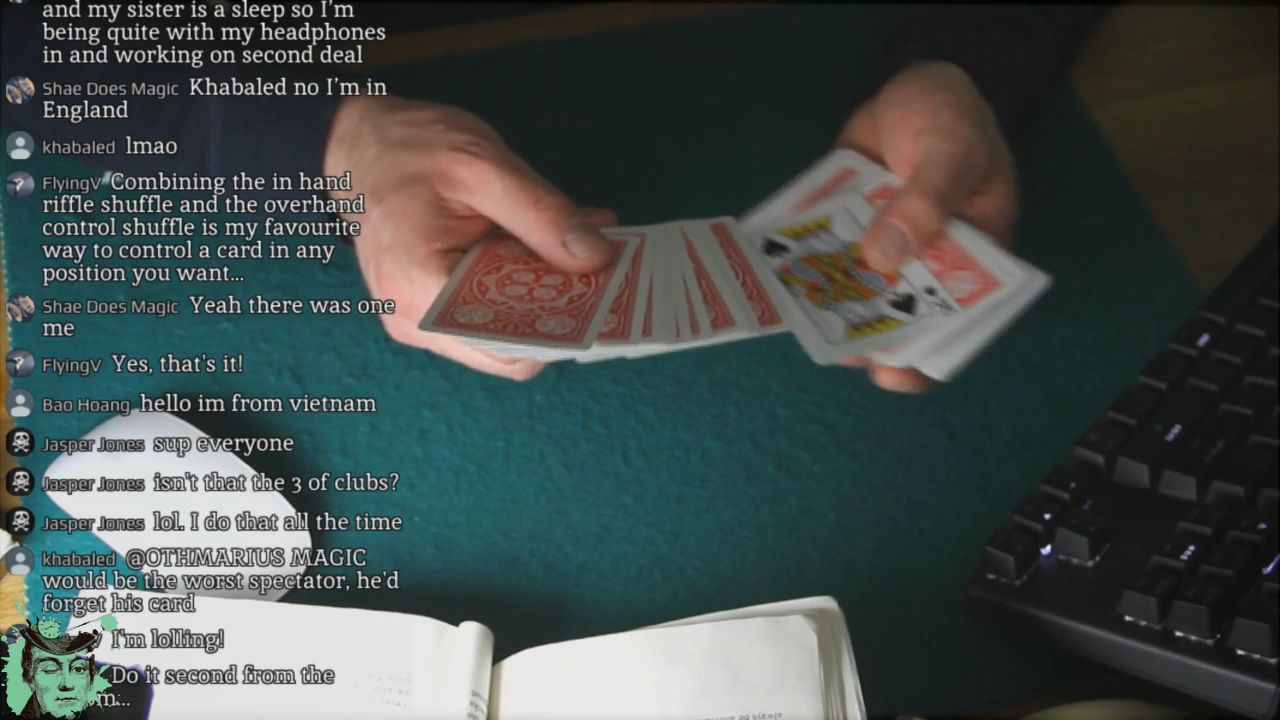 and my sister is a sleep so I'm
being quite with my headphones
in and working on second deal
Shae Does Magic Khabaled no I'm in
England
khabaled lmao
FlyingV Combining the in hand
riffle shuffle and the overhand
control shuffle is my favourite
way to control a card in any
position you want...
Shae Does Magic Yeah there was one
me
FlyingV Yes, that's it!
Bao Hoang hello im from vietnam
Jasper Jones sup everyone
Jasper Jones isn't that the 3 of clubs?
Jasper Jones lol. I do that all the time
khabaled @OTHMARIUS MAGIC
would be the worst spectator, he'd
forget his card
I'm lolling!
Do it second from the
K